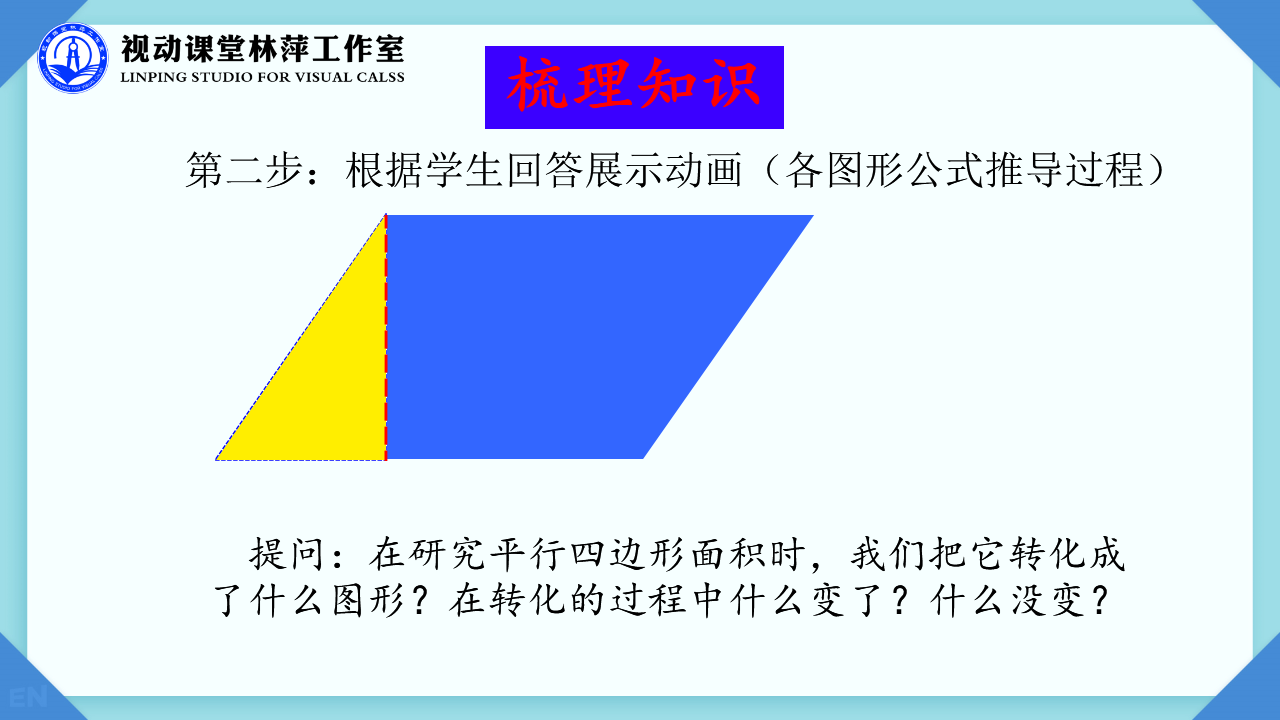 视动课堂林萍工作室
LINPING STUDIO FOR VISUAL CALSS
梳理知识
第二步：根据学生回答展示动画（各图形公式推导过程）
提问：在研究平行四边形面积时，我们把它转化成
了什么图形？在转化的过程中什么变了？什么没变？
EN